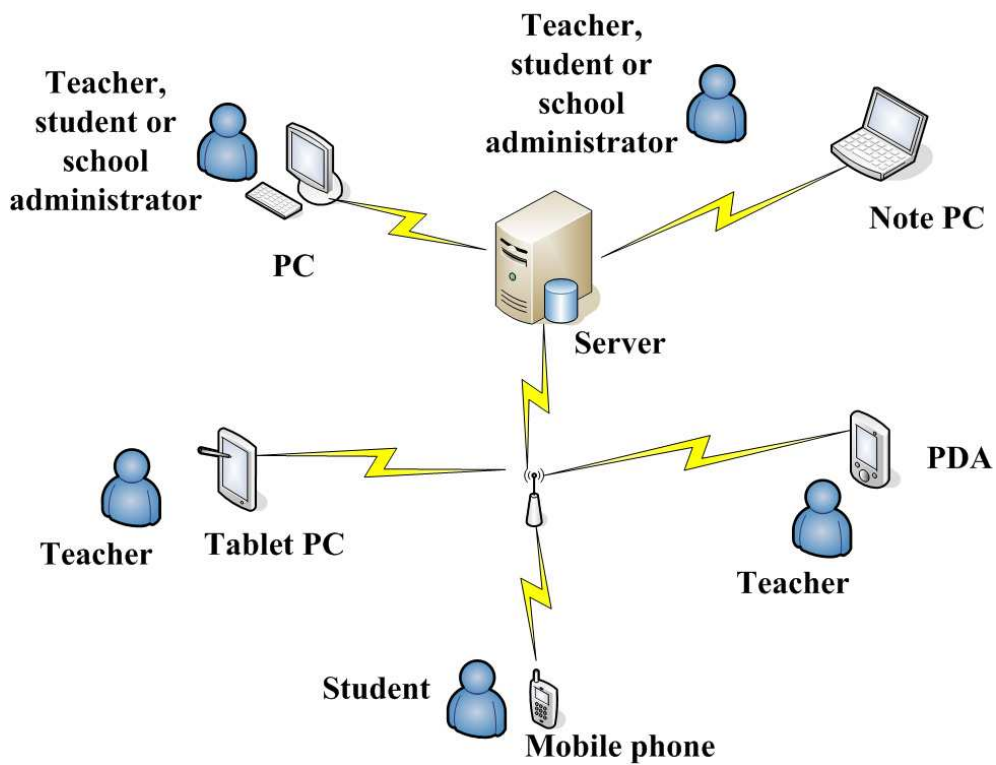 Teacher,
student or
school
administrator
PC
Teacher,
student or
school
administrator
Note PC
Server
Teacher
Tablet PC
PDA
Teacher
Student
Mobile phone